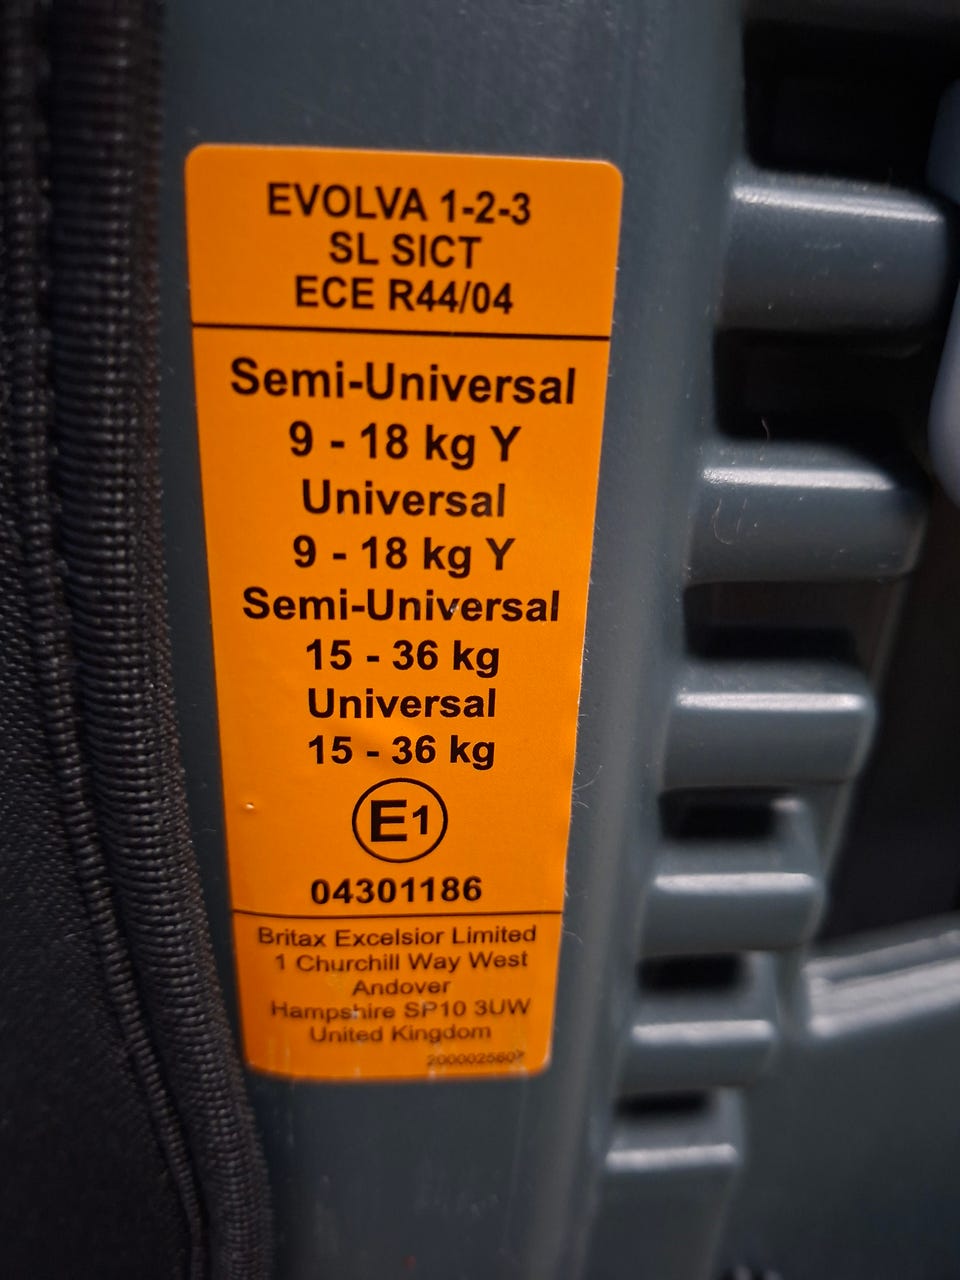 EVOLVA 1-2-3
SL SICT
ECE R44/04
Semi-Universal
9 - 18 kg Y
Universal
9 - 18 kg Y
Semi-Universal
15 - 36 kg
Universal
15 - 36 kg
E1
04301186
Britax Excelsior Limited
1 Churchill Way West
Andover
Hampshire SP10 3UW
United Kingdom